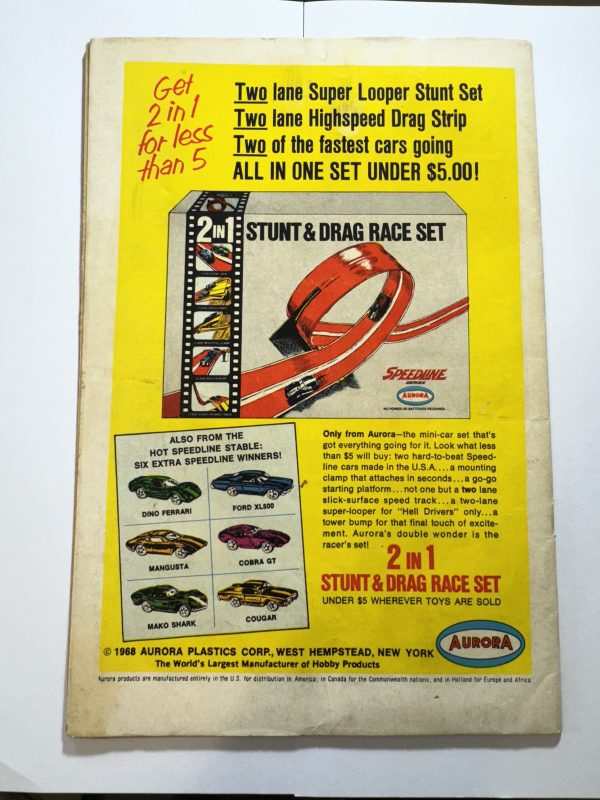 Get
2 in 1
for less
than 5
Two lane Super Looper Stunt Set
Two lane Highspeed Drag Strip
Two of the fastest cars going
ALL IN ONE SET UNDER $5.00!
2 IN 1 STUNT & DRAG RACE SET
SPEEDLINE
SERIES
AURORA
NO POWER OR BATTERIES REQUIRED
ALSO FROM THE
HOT SPEEDLINE STABLE:
SIX EXTRA SPEEDLINE WINNERS!
DINO FERRARI
FORD XL500
MANGUSTA
COBRA GT
MAKO SHARK
COUGAR
Only from Aurora—the mini-car set that's
got everything going for it. Look what less
than $5 will buy: two hard-to-beat Speed-
line cars made in the U.S.A.... a mounting
clamp that attaches in seconds...a go-go
starting platform...not one but a two lane
slick-surface speed track...a two-lane
super-looper for "Hell Drivers" only...a
tower bump for that final touch of excite-
ment. Aurora's double wonder is the
racer's set!
2 IN 1
STUNT & DRAG RACE SET
UNDER $5 WHEREVER TOYS ARE SOLD
© 1968 AURORA PLASTICS CORP., WEST HEMPSTEAD, NEW YORK
The World's Largest Manufacturer of Hobby Products
AURORA
Aurora products are manufactured entirely in the U.S. for distribution in America; in Canada for the Commonwealth nations; and in Holland for Europe and Africa